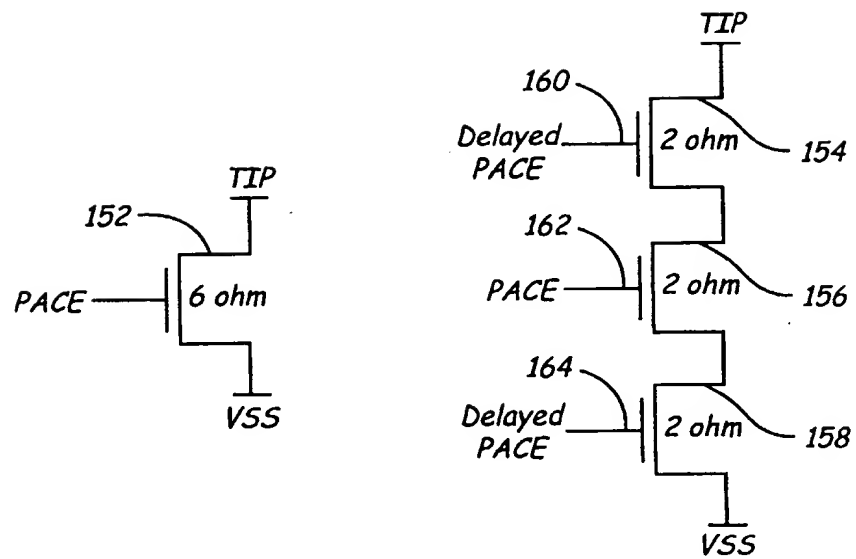 TIP
152
PACE
6 ohm
VSS
TIP
160
Delayed
PACE
2 ohm
154
162
PACE
2 ohm
156
164
Delayed
PACE
2 ohm
158
VSS